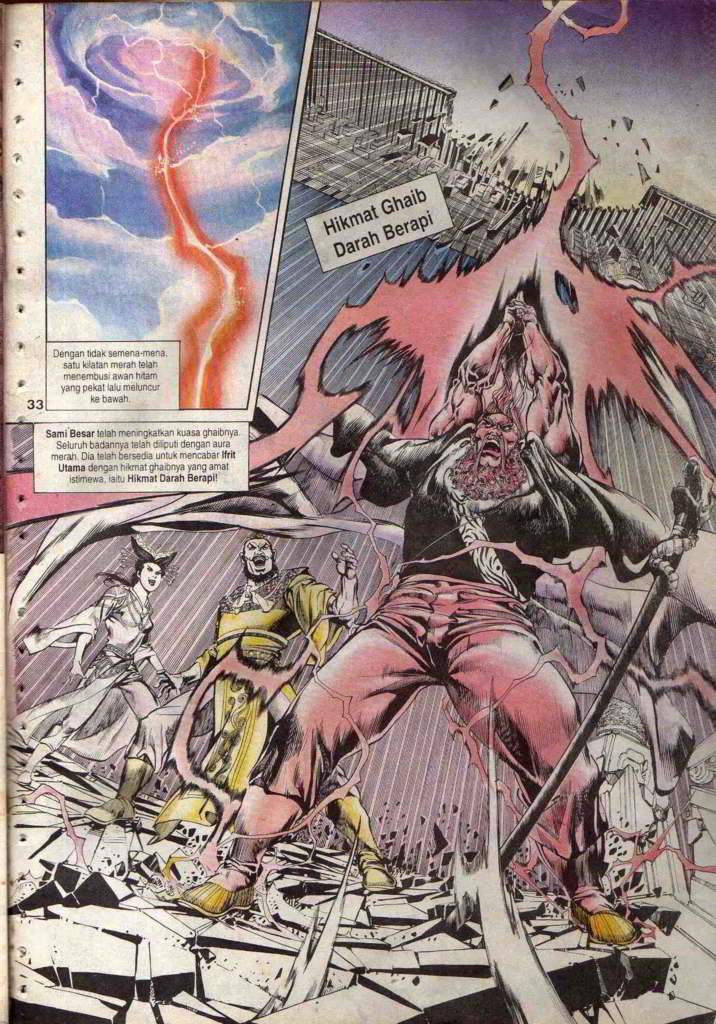 Hikmat Ghaib
Darah Berapi
Dengan tidak semena-mena,
satu kilatan merah telah
menembusi awan hitam
yang pekat lalu meluncur
ke bawah.
33
Sami Besar telah meningkatkan kuasa ghaibnya.
Seluruh badannya telah diliputi dengan aura
merah. Dia telah bersedia untuk mencabar Ifrit
Utama dengan hikmat ghaibnya yang amat
istimewa, iaitu Hikmat Darah Berapi!